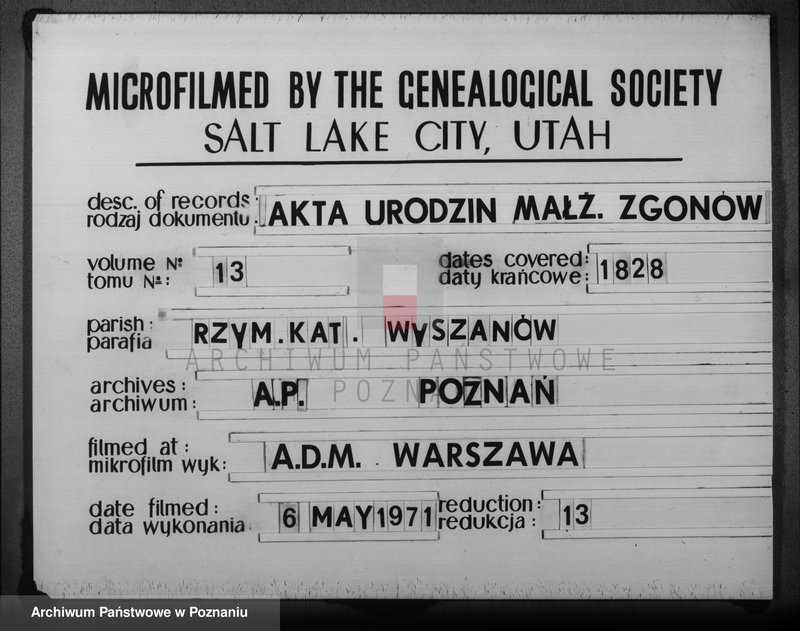 MICROFILMED BY THE GENEALOGICAL SOCIETY
SALT LAKE CITY, UTAH
desc. of records: AKTA URODZIN MAŁŻ. ZGONÓW
rodzaj dokumentu:
volume №: 13
tomu №:
dates covered: 1828
daty krańcowe:
parish: RZYM.KAT. WYSZANÓW
parafia
ARCHIWUM PAŃSTWOWE
POZNAŃ
archives: A.P. POZNAŃ
archiwum:
filmed at: A.D.M. WARSZAWA
mikrofilm wyk:
date filmed: 6 MAY 1971
data wykonania
reduction: 13
redukcja:
Archiwum Państwowe w Poznaniu